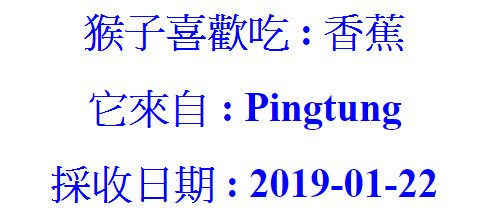 猴子喜歡吃 : 香蕉
它來自 : Pingtung
採收日期 : 2019-01-22